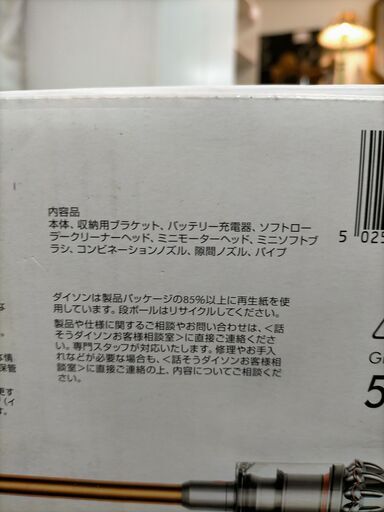 内容品
本体、収納用ブラケット、バッテリー充電器、ソフトロー
ラークリーナーヘッド、ミニモーターヘッド、ミニソフトブ
ラシ、コンビネーションノズル、隙間ノズル、パイプ
5 025
ダイソンは製品パッケージの85%以上に再生紙を使
用しています。段ボールはリサイクルしてください。
製品や仕様に関するご相談やお問い合わせは、<話
そうダイソンお客様相談室>に直接ご連絡くださ
い。専門スタッフが対応いたします。修理やお手入
れなどが必要な場合も、<話そうダイソンお客様相
談室>に直接ご連絡の上、内容についてご相談くだ
さい。
な情
保管
更す
(イ
す。
G
5